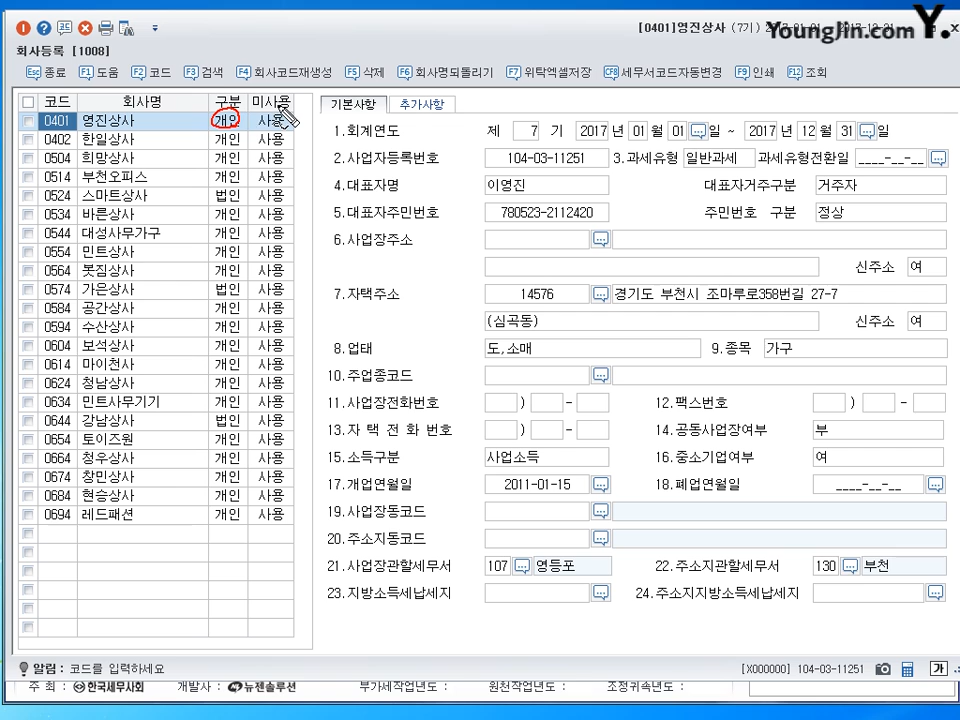 [0401]영진상사 (7기)
YoungJin.com Y.
회사등록 [1008]
Esc 종료 F1 도움 F2 코드 F3 검색 F4 회사코드재생성 F5 삭제 F6 회사명되돌리기 F7 위탁엑셀저장 CF8 세무서코드자동변경 F9 인쇄 F12 조회
코드 회사명 구분 미사용
0401 영진상사 개인 사용
0402 한일상사 개인 사용
0504 희망상사 개인 사용
0514 부천오피스 개인 사용
0524 스마트상사 법인 사용
0534 바른상사 개인 사용
0544 대성사무가구 개인 사용
0554 민트상사 개인 사용
0564 봇짐상사 개인 사용
0574 가은상사 법인 사용
0584 공간상사 개인 사용
0594 수산상사 개인 사용
0604 보석상사 개인 사용
0614 마이천사 개인 사용
0624 청남상사 개인 사용
0634 민트사무기기 개인 사용
0644 강남상사 법인 사용
0654 토이즈원 개인 사용
0664 청우상사 개인 사용
0674 창민상사 개인 사용
0684 현승상사 개인 사용
0694 레드패션 개인 사용
기본사항 추가사항
1.회계연도 제 7 기 2017 년 01 월 01 일 ~ 2017 년 12 월 31 일
2.사업자등록번호 104-03-11251 3.과세유형 일반과세 과세유형전환일 ____-__-__
4.대표자명 이영진 대표자거주구분 거주자
5.대표자주민번호 780523-2112420 주민번호 구분 정상
6.사업장주소
신주소 여
7.자택주소 14576 경기도 부천시 조마루로358번길 27-7
(심곡동) 신주소 여
8.업태 도,소매 9.종목 가구
10.주업종코드
11.사업장전화번호 ) - 12.팩스번호 ) -
13.자 택 전 화 번호 ) - 14.공동사업장여부 부
15.소득구분 사업소득 16.중소기업여부 여
17.개업연월일 2011-01-15 18.폐업연월일 ____-__-__
19.사업장동코드
20.주소지동코드
21.사업장관할세무서 107 영등포 22.주소지관할세무서 130 부천
23.지방소득세납세지 24.주소지지방소득세납세지
알림 : 코드를 입력하세요 [X000000] 104-03-11251 가
주 최 : 한국세무사회 개발사 : 뉴젠솔루션 부가세작업년도 : 원천작업년도 : 조정귀속년도 :